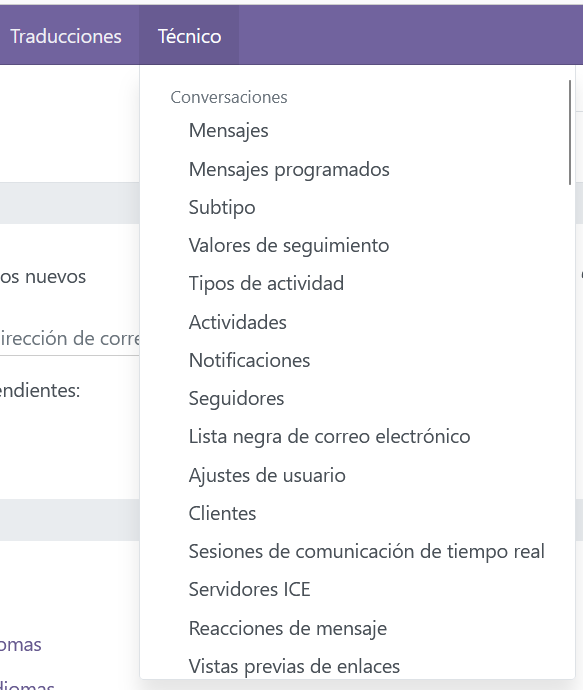 Traducciones Técnico
Conversaciones
Mensajes
Mensajes programados
Subtipo
Valores de seguimiento
os nuevos
Tipos de actividad
Actividades
irección de corre
Notificaciones
endientes:
Seguidores
Lista negra de correo electrónico
Ajustes de usuario
Clientes
Sesiones de comunicación de tiempo real
Servidores ICE
Reacciones de mensaje
omas
Vistas previas de enlaces
diomas